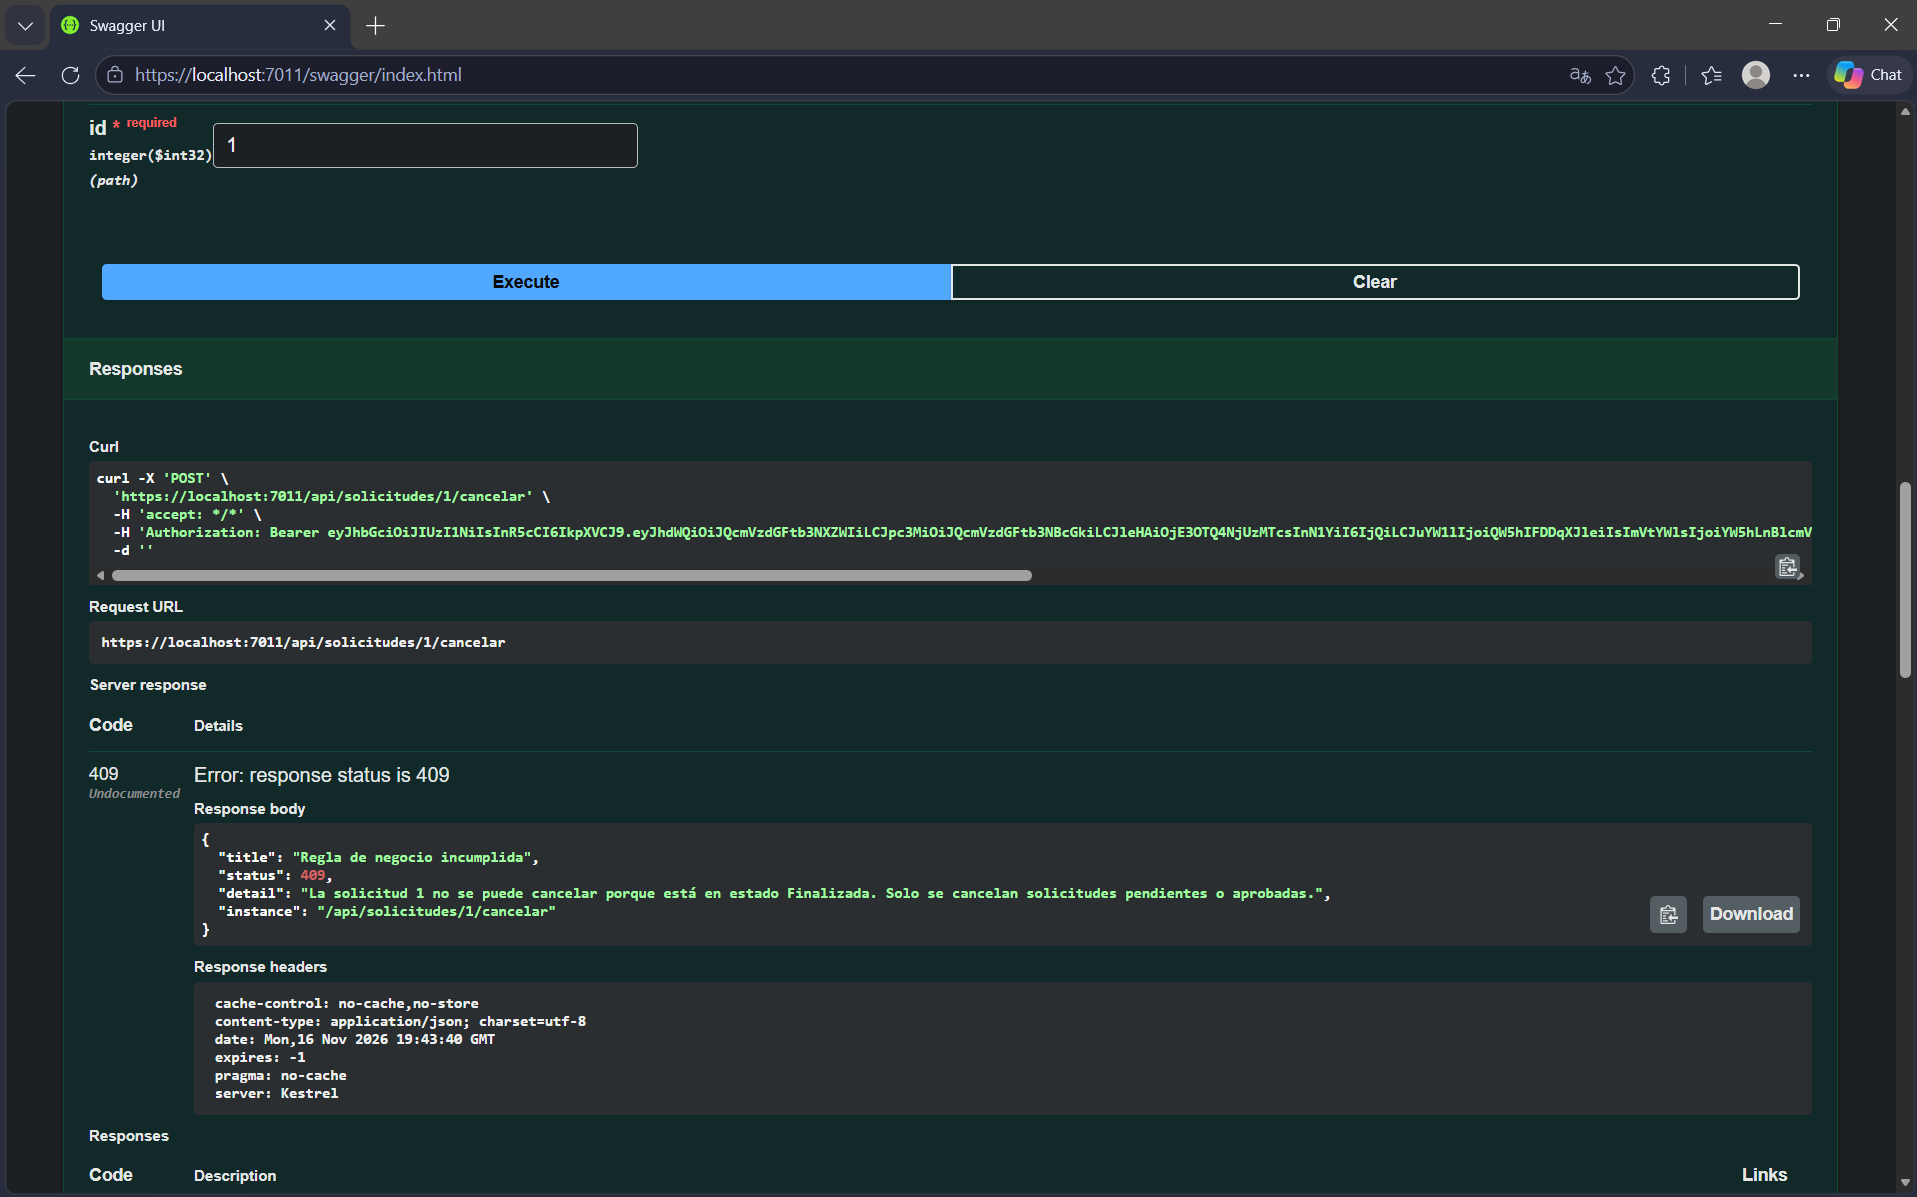 Swagger UI
https://localhost:7011/swagger/index.html
Chat
id * required
integer($int32)
(path)
1
Execute
Clear
Responses
Curl
curl -X 'POST' \
'https://localhost:7011/api/solicitudes/1/cancelar' \
-H 'accept: */*' \
-H 'Authorization: Bearer eyJhbGciOiJIUzI1NiIsInR5cCI6IkpXVCJ9.eyJhdWQiOiJQcmVzdGFtb3NXZWIiLCJpc3MiOiJQcmVzdGFtb3NBcGkiLCJleHAiOjE3OTQ4NjUzMTcsInN1YiI6IjQiLCJuYW1lIjoiQW5hIFDDqXJleiIsImVtYWlsIjoiYW5hLnBlcmV
-d ''
Request URL
https://localhost:7011/api/solicitudes/1/cancelar
Server response
Code
Details
409
Undocumented
Error: response status is 409
Response body
{
"title": "Regla de negocio incumplida",
"status": 409,
"detail": "La solicitud 1 no se puede cancelar porque está en estado Finalizada. Solo se cancelan solicitudes pendientes o aprobadas.",
"instance": "/api/solicitudes/1/cancelar"
}
Download
Response headers
cache-control: no-cache,no-store
content-type: application/json; charset=utf-8
date: Mon,16 Nov 2026 19:43:40 GMT
expires: -1
pragma: no-cache
server: Kestrel
Responses
Code
Description
Links